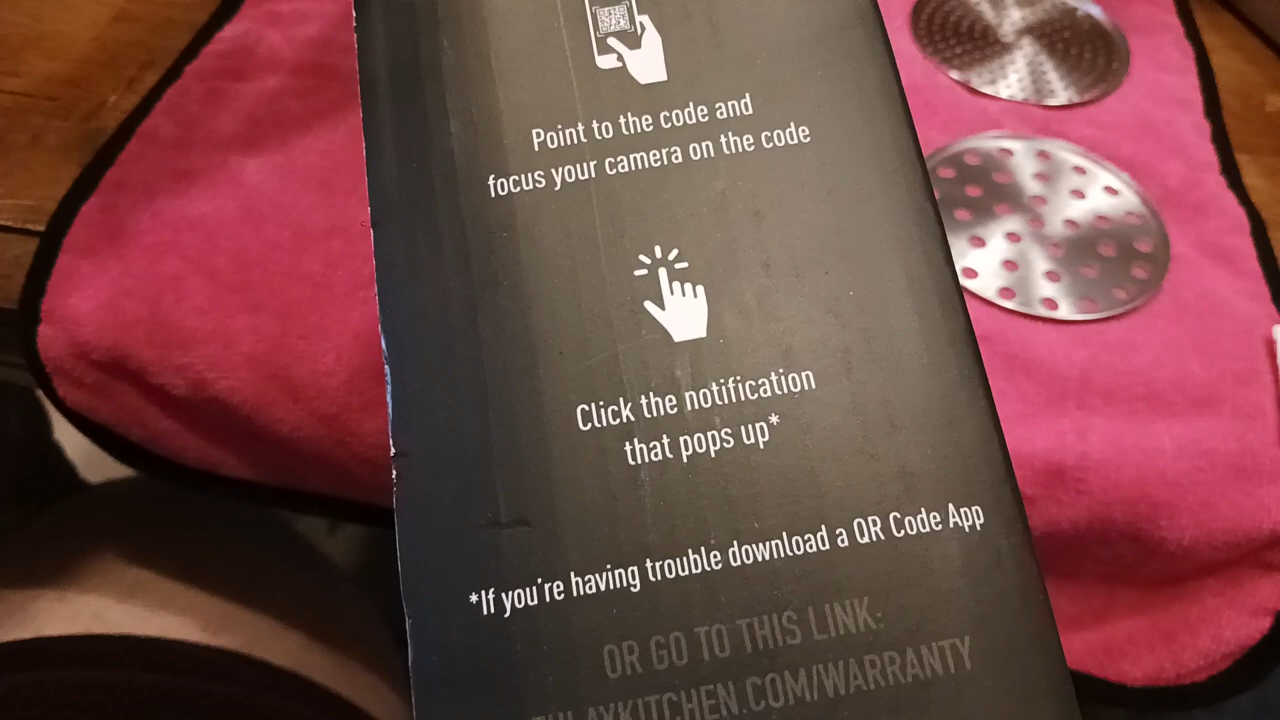 Point to the code and
focus your camera on the code
Click the notification
that pops up*
*If you're having trouble download a QR Code App
OR GO TO THIS LINK: